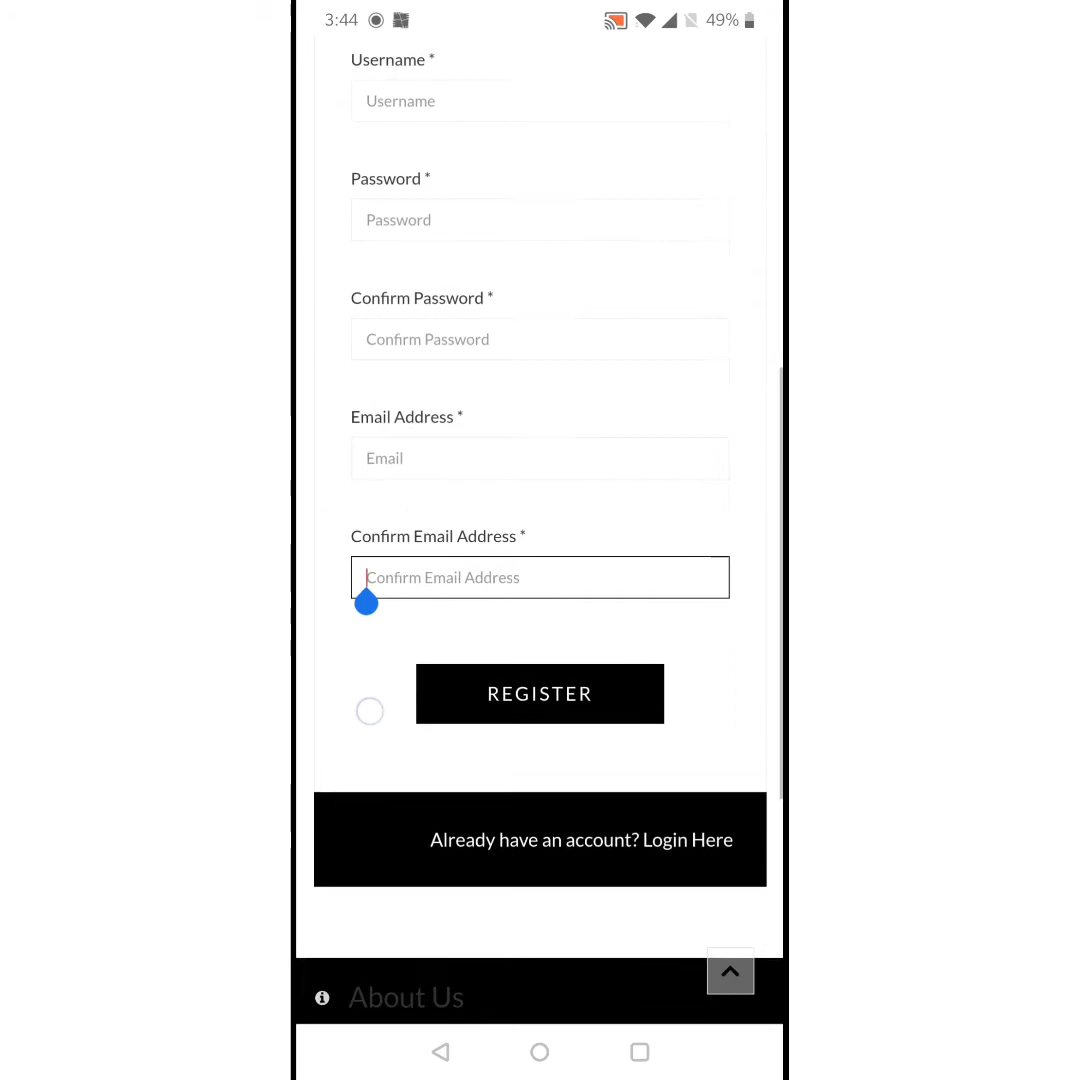 3:44
49%
Username *
Username
Password *
Password
Confirm Password *
Confirm Password
Email Address *
Email
Confirm Email Address *
Confirm Email Address
REGISTER
Already have an account? Login Here
About Us